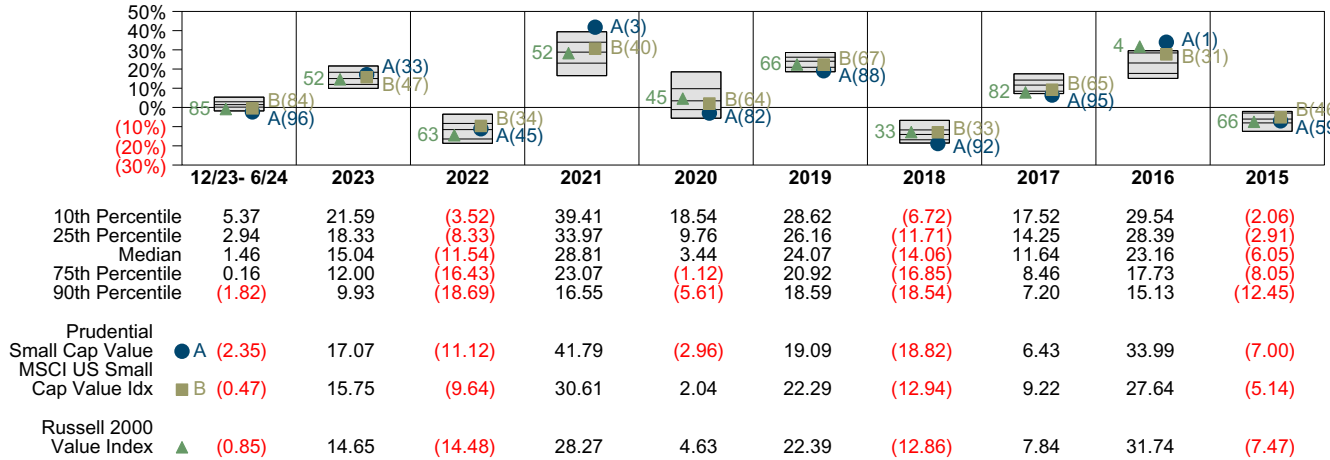 50%
40%
30%
20%
10%
0%
(10%)
(20%)
(30%)
85 B(84) A(96)
52 A(33) B(47)
63 B(34) A(45)
52 A(3) B(40)
45 B(64) A(82)
66 B(67) A(88)
33 B(33) A(92)
82 B(65) A(95)
4 A(1) B(31)
66 B(46 A(59
12/23- 6/24 2023 2022 2021 2020 2019 2018 2017 2016 2015
10th Percentile 5.37 21.59 (3.52) 39.41 18.54 28.62 (6.72) 17.52 29.54 (2.06)
25th Percentile 2.94 18.33 (8.33) 33.97 9.76 26.16 (11.71) 14.25 28.39 (2.91)
Median 1.46 15.04 (11.54) 28.81 3.44 24.07 (14.06) 11.64 23.16 (6.05)
75th Percentile 0.16 12.00 (16.43) 23.07 (1.12) 20.92 (16.85) 8.46 17.73 (8.05)
90th Percentile (1.82) 9.93 (18.69) 16.55 (5.61) 18.59 (18.54) 7.20 15.13 (12.45)
Prudential
Small Cap Value A (2.35) 17.07 (11.12) 41.79 (2.96) 19.09 (18.82) 6.43 33.99 (7.00)
MSCI US Small
Cap Value Idx B (0.47) 15.75 (9.64) 30.61 2.04 22.29 (12.94) 9.22 27.64 (5.14)
Russell 2000
Value Index (0.85) 14.65 (14.48) 28.27 4.63 22.39 (12.86) 7.84 31.74 (7.47)